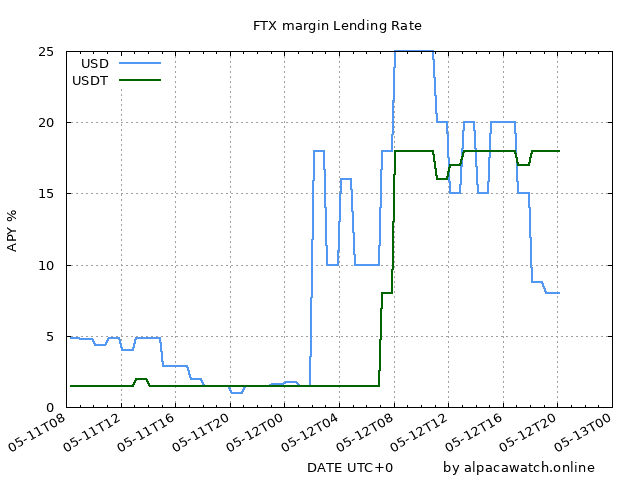 FTX margin Lending Rate
USD
USDT
25
20
15
10
5
0
APY %
05-11T08
05-11T12
05-11T16
05-11T20
05-12T00
05-12T04
05-12T08
05-12T12
05-12T16
05-12T20
05-13T00
DATE UTC+0
by alpacawatch.online